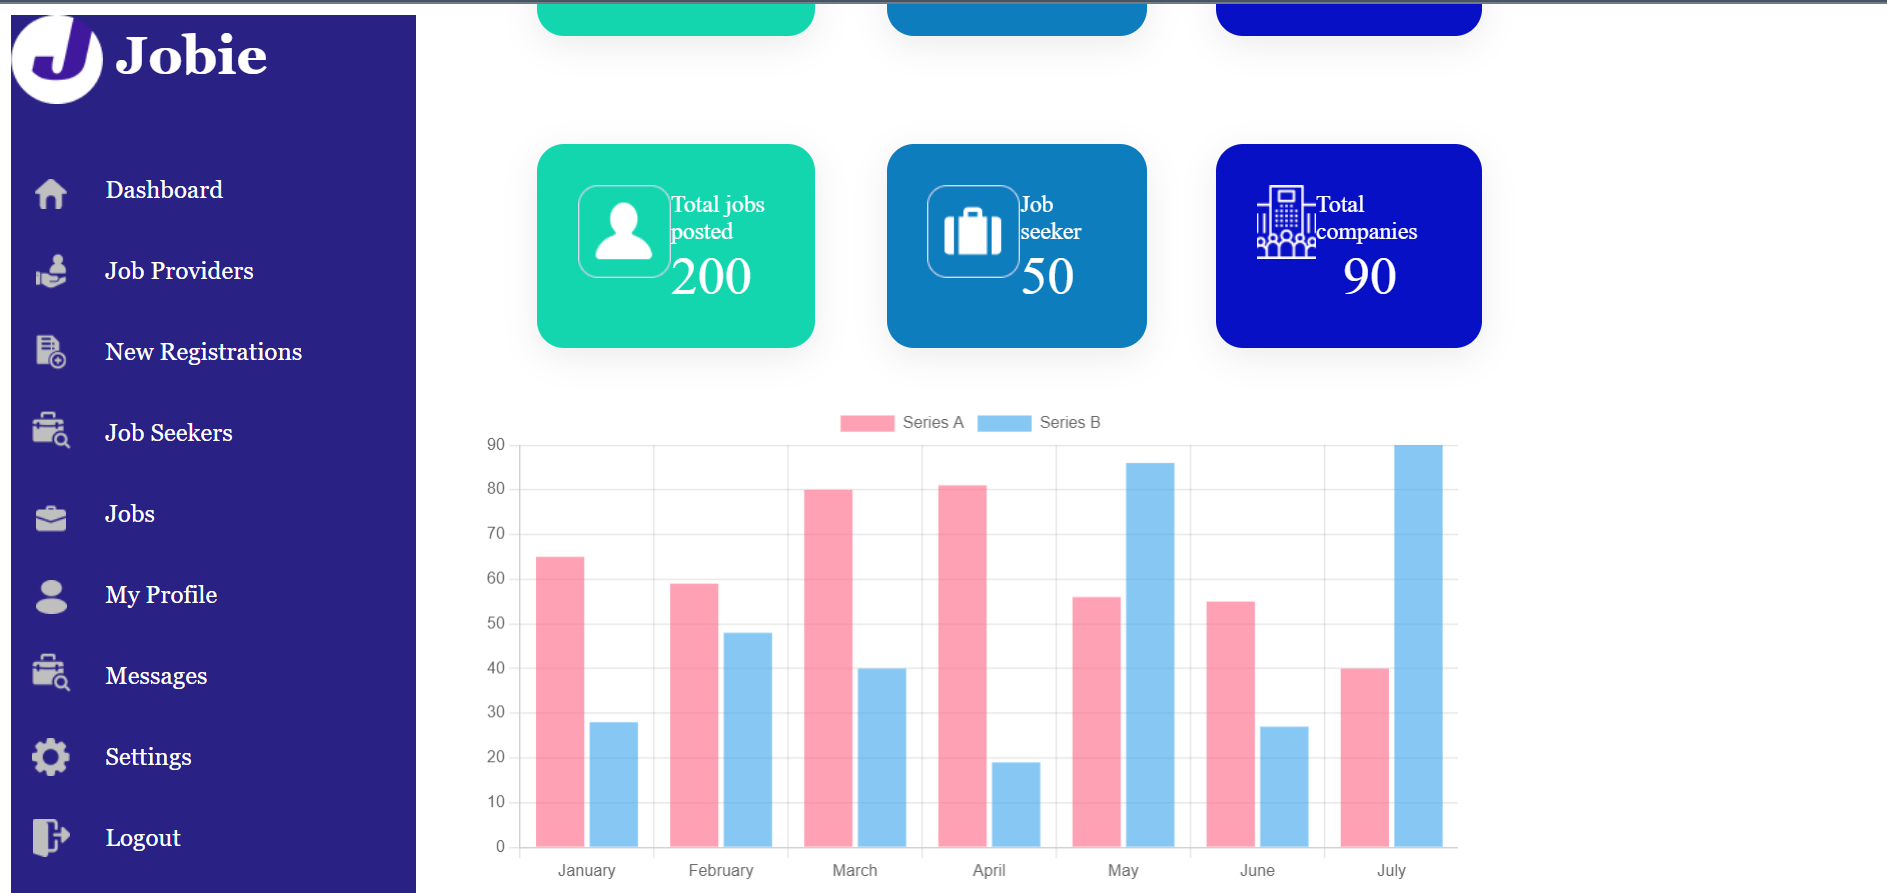 Jobie
Dashboard
Job Providers
New Registrations
Job Seekers
Jobs
My Profile
Messages
Settings
Logout
Total jobs
posted
200
Job
seeker
50
Total
companies
90
Series A
Series B
90
80
70
60
50
40
30
20
10
0
January
February
March
April
May
June
July